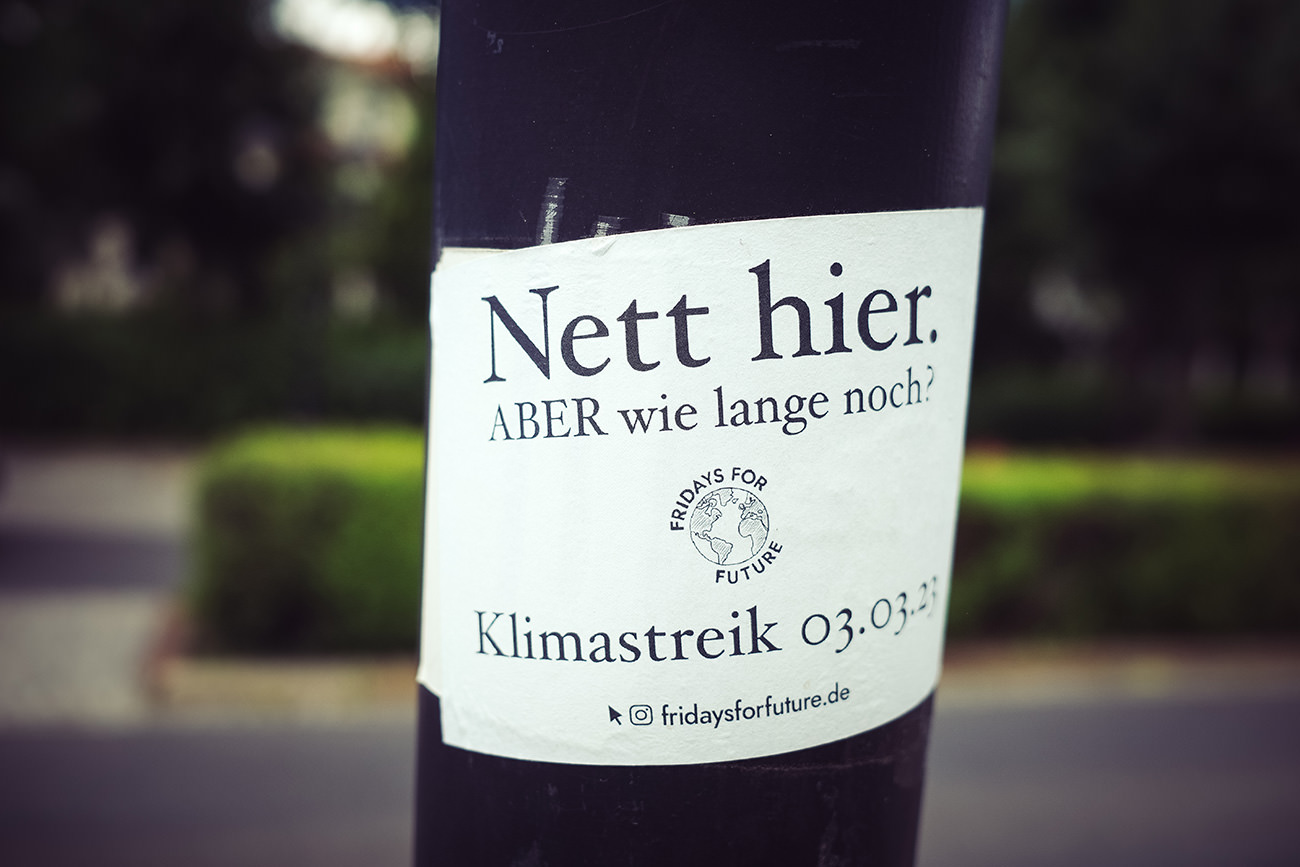 Nett hier.
ABER wie lange noch?
FRIDAYS FOR
FUTURE
Klimastreik 03.03.23
fridaysforfuture.de